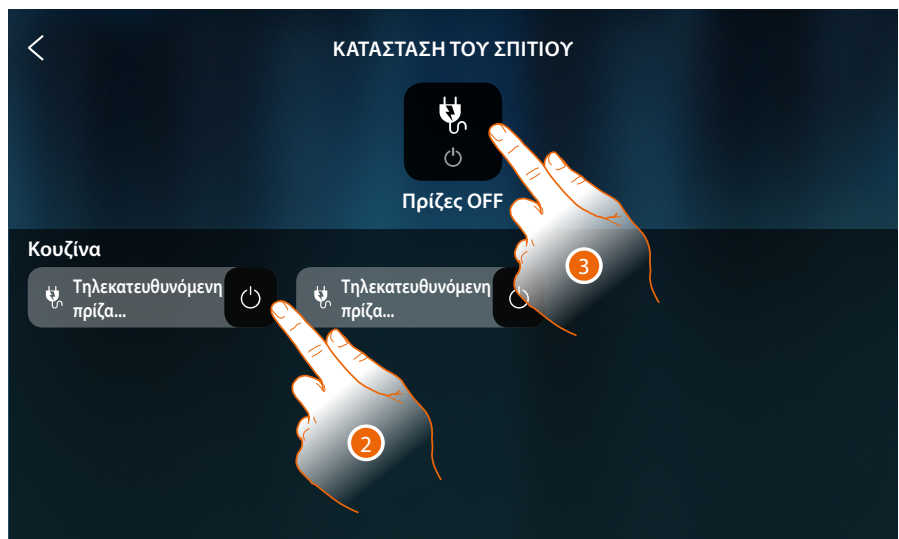 ΚΑΤΑΣΤΑΣΗ ΤΟΥ ΣΠΙΤΙΟΥ
Πρίζες OFF
3
Κουζίνα
Τηλεκατευθυνόμενη
πρίζα...
Τηλεκατευθυνόμενη
πρίζα...
2